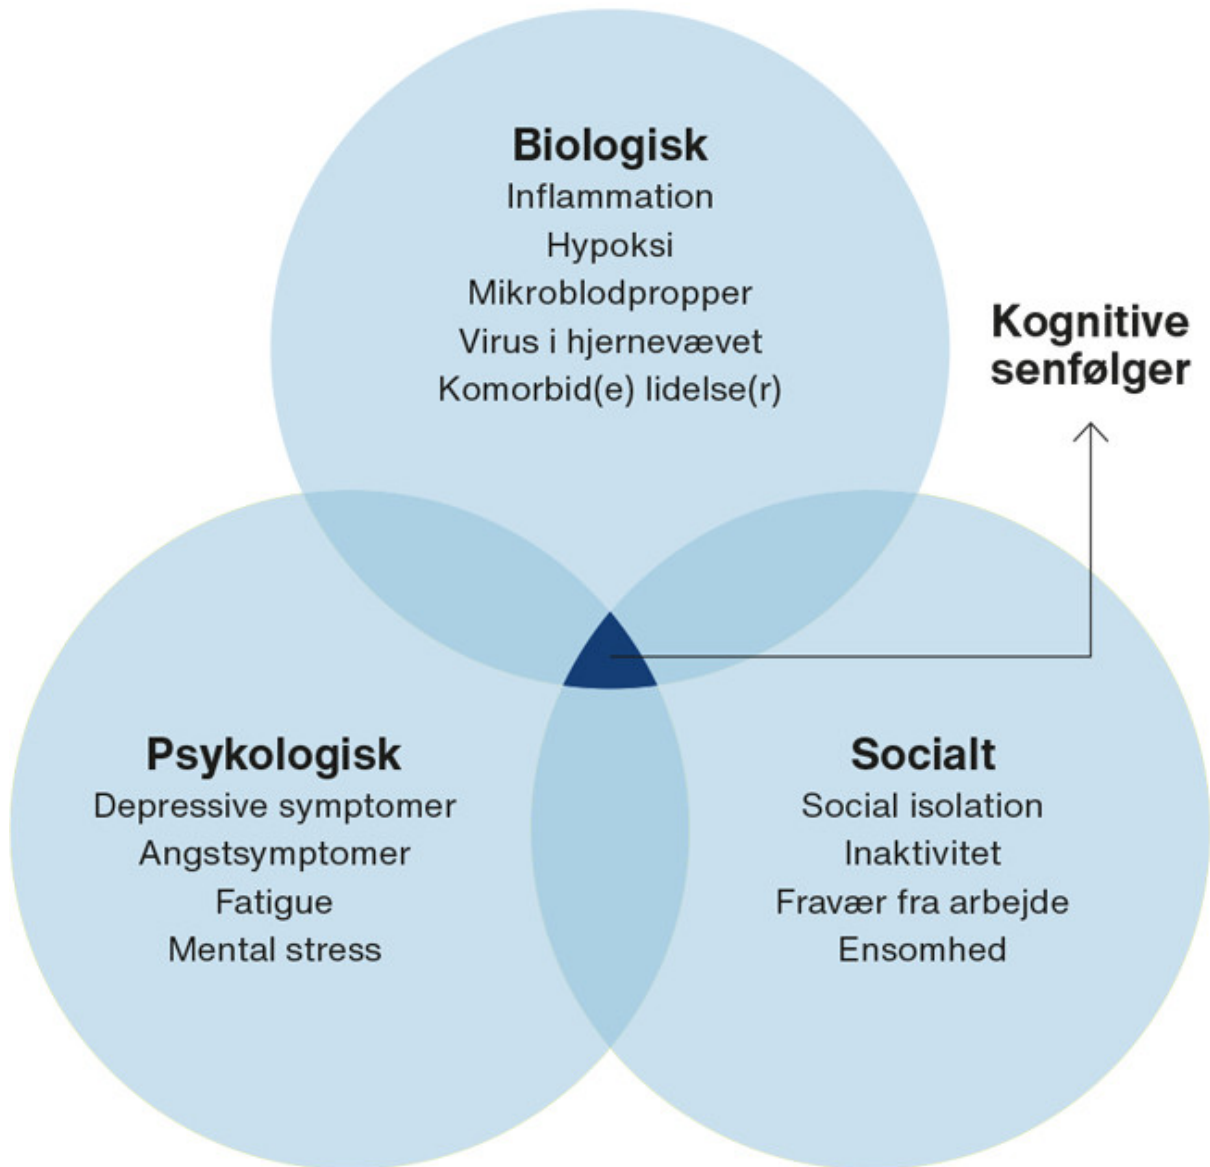 Biologisk
Inflammation
Hypoksi
Mikroblodpropper
Virus i hjernevævet
Komorbid(e) lidelse(r)
Kognitive
senfølger
Psykologisk
Depressive symptomer
Angstsymptomer
Fatigue
Mental stress
Socialt
Social isolation
Inaktivitet
Fravær fra arbejde
Ensomhed